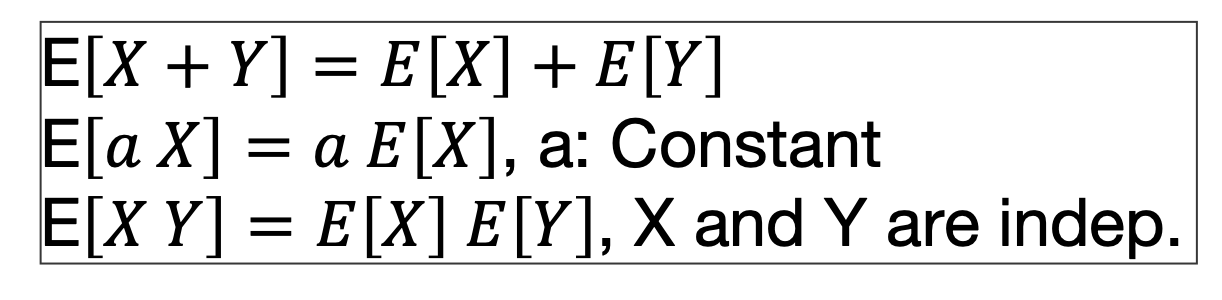 E[X + Y] = E[X] + E[Y]
E[a X] = a E[X], a: Constant
E[X Y] = E[X] E[Y], X and Y are indep.